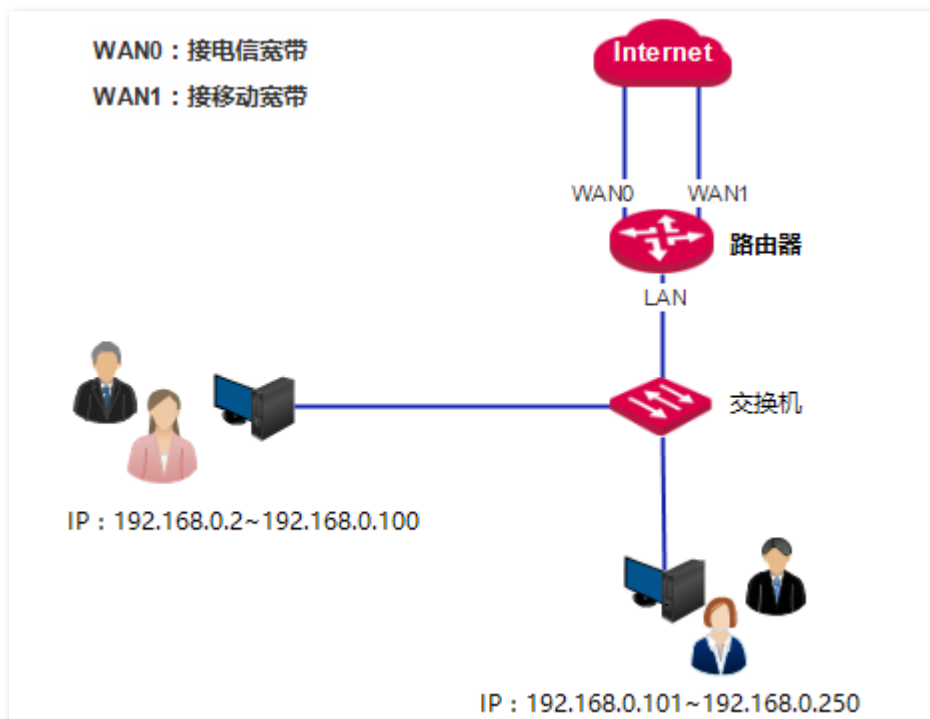 WAN0：接电信宽带
WAN1：接移动宽带
Internet
WAN0
WAN1
路由器
LAN
交换机
IP：192.168.0.2~192.168.0.100
IP：192.168.0.101~192.168.0.250